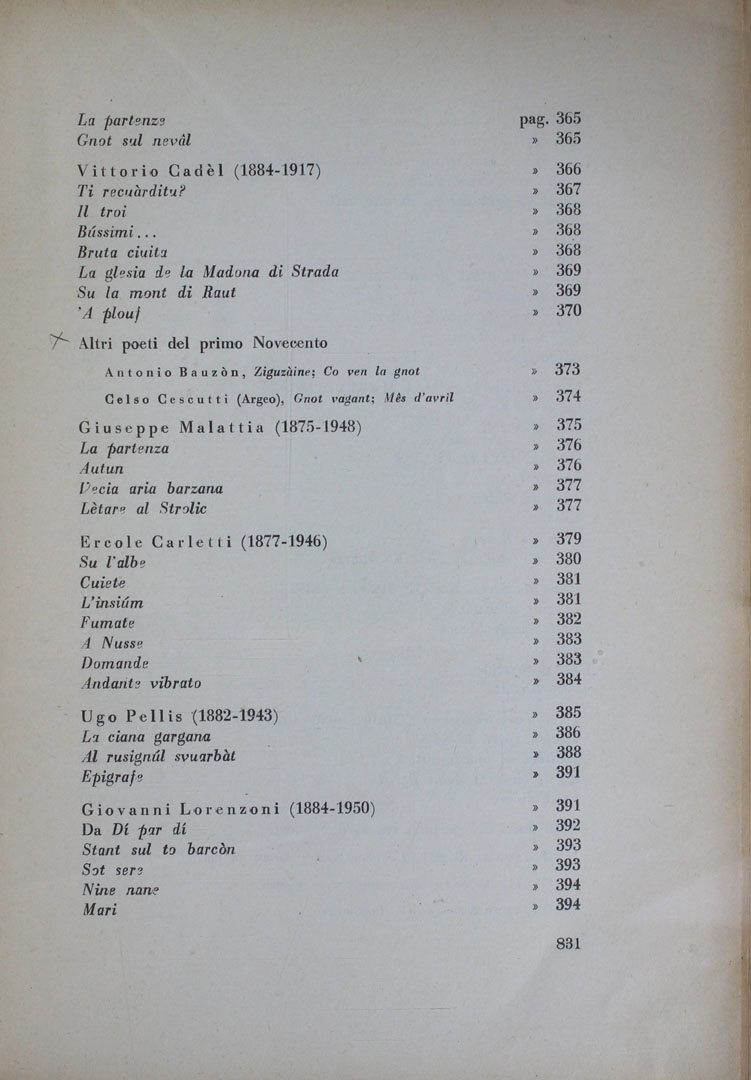 La partenze pag. 365
Gnot sul nevâl » 365
Vittorio Cadèl (1884-1917) » 366
Ti recuàrditu? » 367
Il troi » 368
Bússimi... » 368
Bruta ciuita » 368
La glesia de la Madona di Strada » 369
Su la mont di Raut » 369
'A plouf » 370
Altri poeti del primo Novecento
Antonio Bauzòn, Ziguzàine; Co ven la gnot » 373
Celso Cescutti (Argeo), Gnot vagant; Mês d'avrîl » 374
Giuseppe Malattia (1875-1948) » 375
La partenza » 376
Autun » 376
Vecia aria barzana » 377
Lètare al Strolic » 377
Ercole Carletti (1877-1946) » 379
Su l'albe » 380
Cuiete » 381
L'insiúm » 381
Fumate » 382
A Nusse » 383
Domande » 383
Andante vibrato » 384
Ugo Pellis (1882-1943) » 385
La ciana gargana » 386
Al rusignúl svuarbàt » 388
Epigrafe » 391
Giovanni Lorenzoni (1884-1950) » 391
Da Dí par dí » 392
Stant sul to barcòn » 393
Sot sere » 393
Nine nane » 394
Mari » 394
831